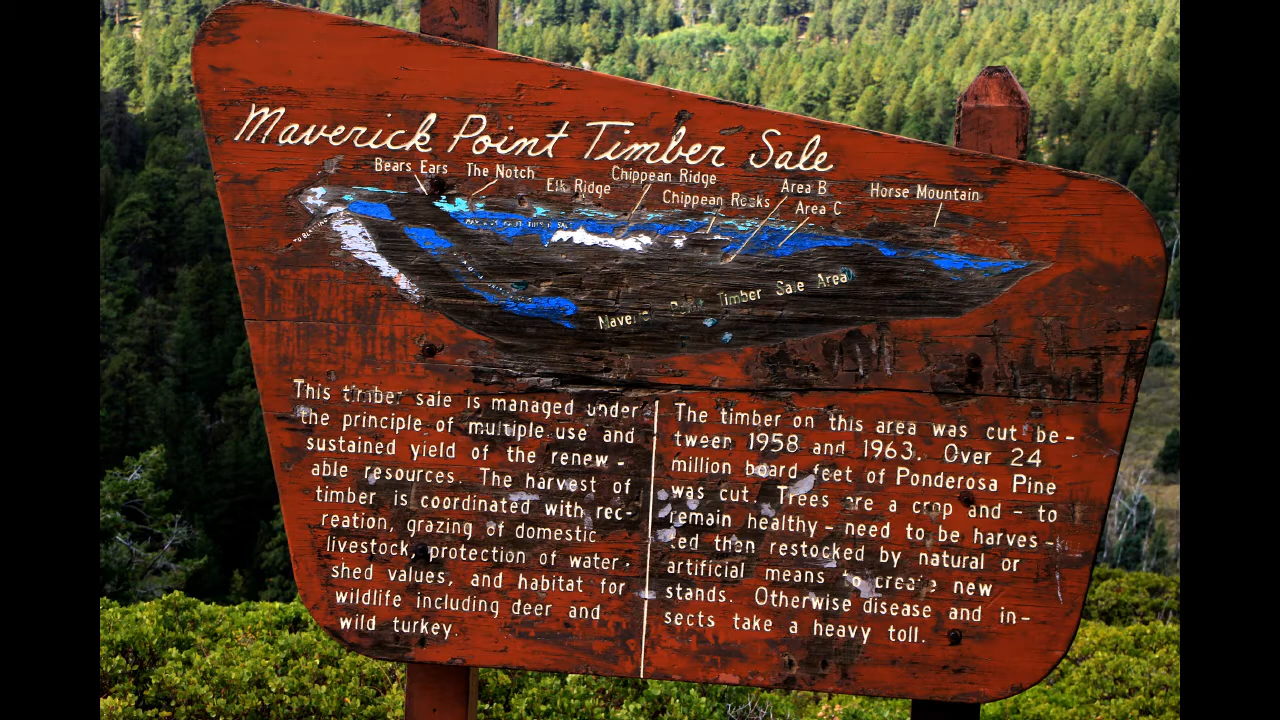 Maverick Point Timber Sale
Bears Ears
The Notch
Elk Ridge
Chippean Ridge
Chippean Rocks
Area B
Area C
Horse Mountain
Timber Sale Area
This timber sale is managed under
the principle of multiple use and
sustained yield of the renew-
able resources. The harvest of
timber is coordinated with rec-
reation, grazing of domestic
livestock, protection of water-
shed values, and habitat for
wildlife including deer and
wild turkey.
The timber on this area was cut be-
tween 1958 and 1963. Over 24
million board feet of Ponderosa Pine
was cut. Trees are a crop and - to
remain healthy - need to be harves-
ted then restocked by natural or
artificial means to create new
stands. Otherwise disease and in-
sects take a heavy toll.